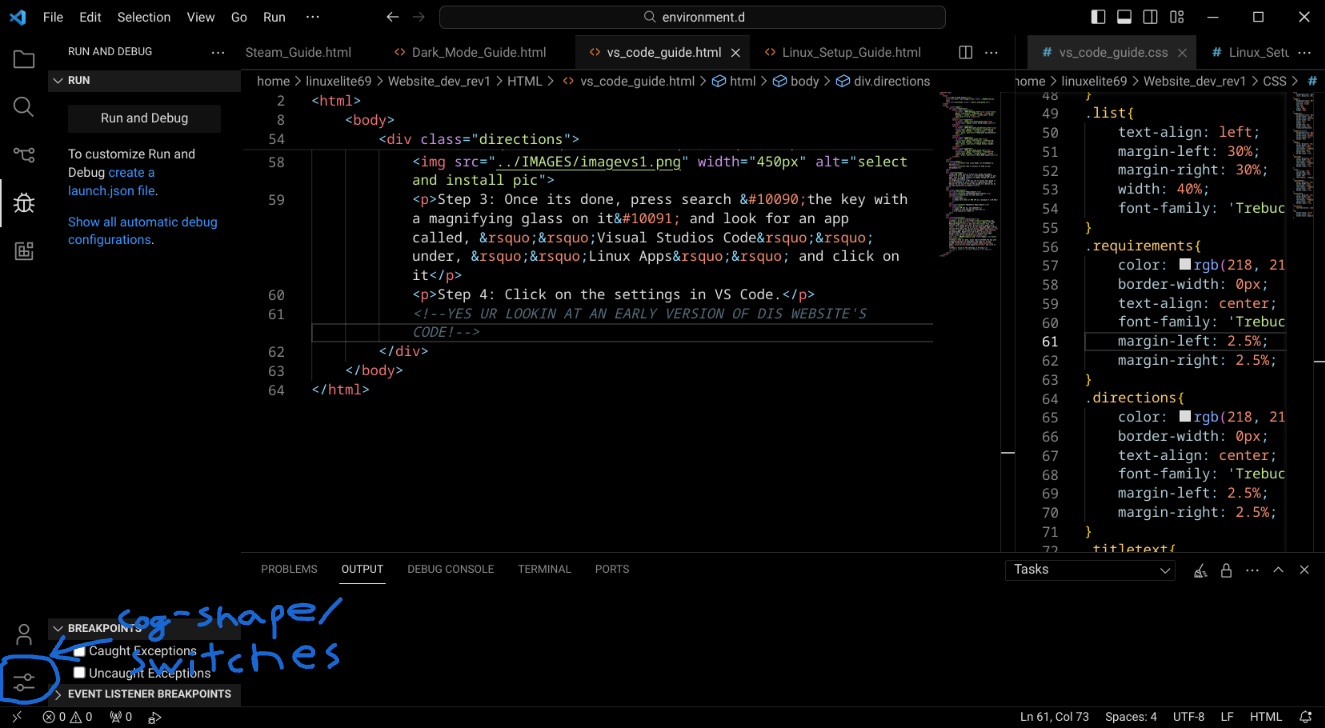 File Edit Selection View Go Run ···
environment.d
RUN AND DEBUG ···
Steam_Guide.html
Dark_Mode_Guide.html
vs_code_guide.html
Linux_Setup_Guide.html
···
# vs_code_guide.css
# Linux_Setu ···
RUN
Run and Debug
To customize Run and
Debug create a
launch.json file.
Show all automatic debug
configurations.
home > linuxelite69 > Website_dev_rev1 > HTML > vs_code_guide.html > html > body > div.directions
2 <html>
8 <body>
54 <div class="directions">
58 <img src="../IMAGES/imagevs1.png" width="450px" alt="select
and install pic">
59 <p>Step 3: Once its done, press search &#10090;the key with
a magnifying glass on it&#10091; and look for an app
called, &rsquo;&rsquo;Visual Studios Code&rsquo;&rsquo;
under, &rsquo;&rsquo;Linux Apps&rsquo;&rsquo; and click on
it</p>
60 <p>Step 4: Click on the settings in VS Code.</p>
61 <!--YES UR LOOKIN AT AN EARLY VERSION OF DIS WEBSITE'S
CODE!-->
62 </div>
63 </body>
64 </html>
home > linuxelite69 > Website_dev_rev1 > CSS > #
48 }
49 .list{
50 text-align: left;
51 margin-left: 30%;
52 margin-right: 30%;
53 width: 40%;
54 font-family: 'Trebuc
55 }
56 .requirements{
57 color: rgb(218, 21
58 border-width: 0px;
59 text-align: center;
60 font-family: 'Trebuc
61 margin-left: 2.5%;
62 margin-right: 2.5%;
63 }
64 .directions{
65 color: rgb(218, 21
66 border-width: 0px;
67 text-align: center;
68 font-family: 'Trebuc
69 margin-left: 2.5%;
70 margin-right: 2.5%;
71 }
72 .titletext{
PROBLEMS OUTPUT DEBUG CONSOLE TERMINAL PORTS
Tasks
···
cog-shape/
switches
BREAKPOINTS
Caught Exceptions
Uncaught Exceptions
EVENT LISTENER BREAKPOINTS
0 0 0
Ln 61, Col 73 Spaces: 4 UTF-8 LF HTML